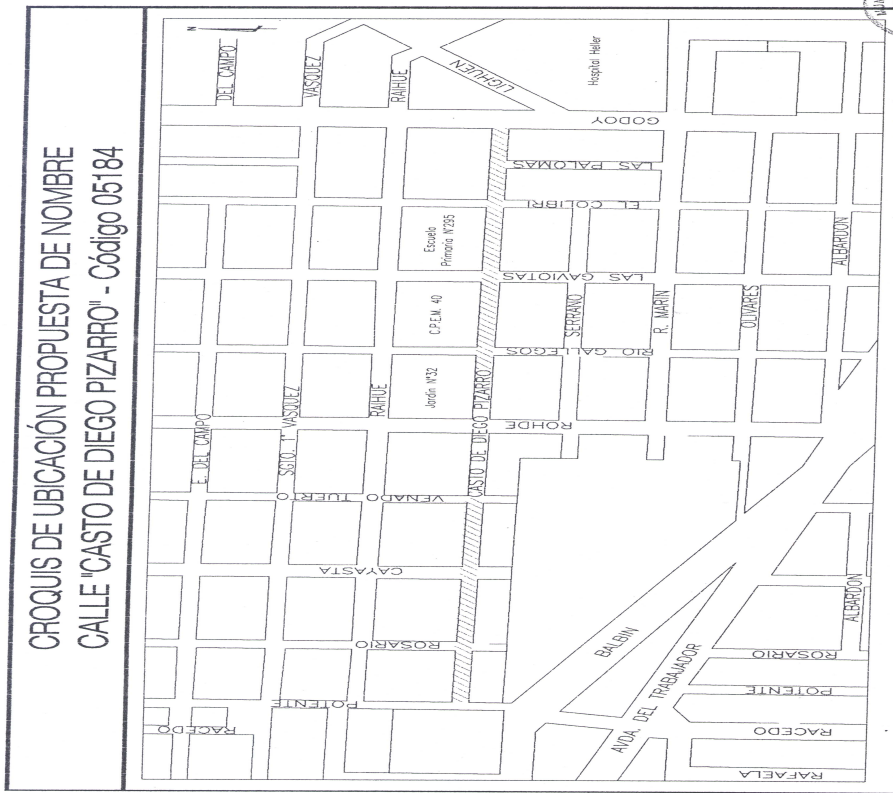 CROQUIS DE UBICACIÓN PROPUESTA DE NOMBRE
CALLE "CASTO DE DIEGO PIZARRO" - Código 05184
N
DEL CAMPO
VASQUEZ
RAIHUE
LIGHUEN
Hospital Heller
GODOY
LAS PALOMAS
EL COLIBRI
Escuela
Primaria N°295
ALBARDON
LAS GAVIOTAS
C.P.E.M. 40
SERRANO
R. MARIN
OLIVARES
RIO GALLEGOS
Jardín N°32
RAIHUE
SGTO. 1° VASQUEZ
E. DEL CAMPO
CASTO DE DIEGO PIZARRO
ROHDE
VENADO TUERTO
CAYASTA
ROSARIO
POTENTE
RACEDO
BALBIN
AVDA. DEL TRABAJADOR
ALBARDON
ROSARIO
POTENTE
RACEDO
RAFAELA